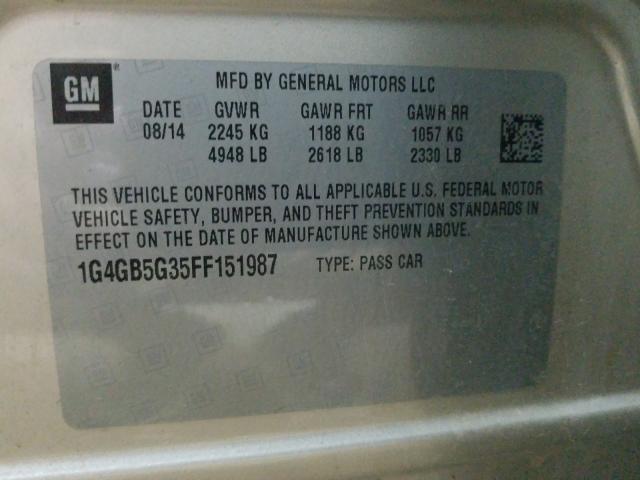 GM ®
MFD BY GENERAL MOTORS LLC
DATE GVWR GAWR FRT GAWR RR
08/14 2245 KG 1188 KG 1057 KG
4948 LB 2618 LB 2330 LB
THIS VEHICLE CONFORMS TO ALL APPLICABLE U.S. FEDERAL MOTOR
VEHICLE SAFETY, BUMPER, AND THEFT PREVENTION STANDARDS IN
EFFECT ON THE DATE OF MANUFACTURE SHOWN ABOVE.
1G4GB5G35FF151987 TYPE: PASS CAR